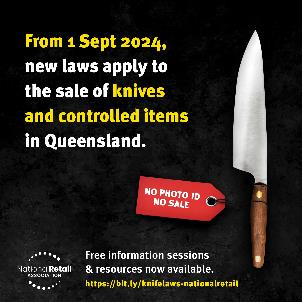 From 1 Sept 2024,
new laws apply to
the sale of knives
and controlled items
in Queensland.
NO PHOTO ID
NO SALE
National Retail
ASSOCIATION
Free information sessions
& resources now available.
https://bit.ly/knifelaws-nationalretail